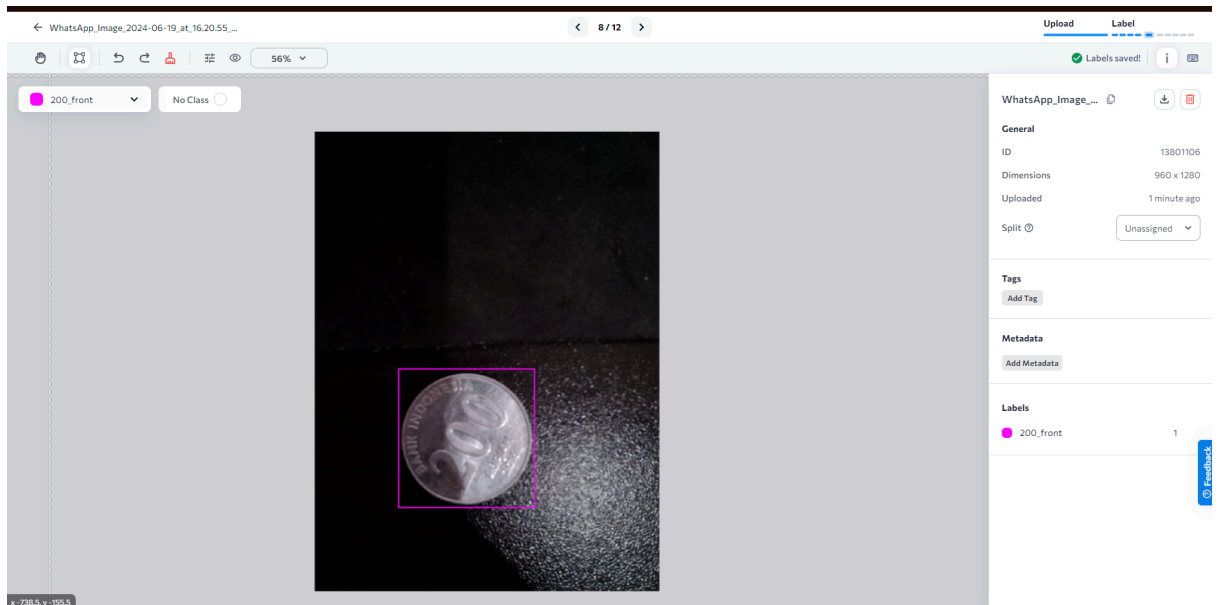 WhatsApp_Image_2024-06-19_at_16.20.55_...
8 / 12
Upload
Label
56%
Labels saved!
200_front
No Class
WhatsApp_Image_...
General
ID 13801106
Dimensions 960 x 1280
Uploaded 1 minute ago
Split Unassigned
Tags
Add Tag
Metadata
Add Metadata
Labels
200_front 1
Feedback
BANK INDONESIA
200
x -738.5, y -155.5